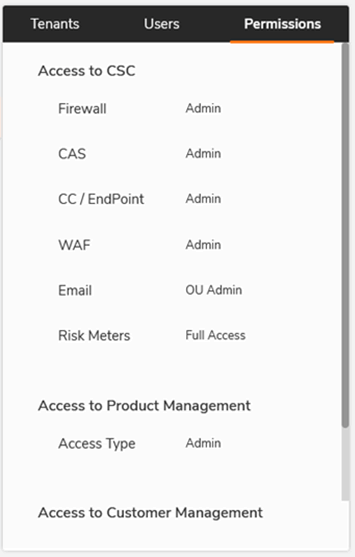 Tenants Users Permissions
Access to CSC
Firewall Admin
CAS Admin
CC / EndPoint Admin
WAF Admin
Email OU Admin
Risk Meters Full Access
Access to Product Management
Access Type Admin
Access to Customer Management